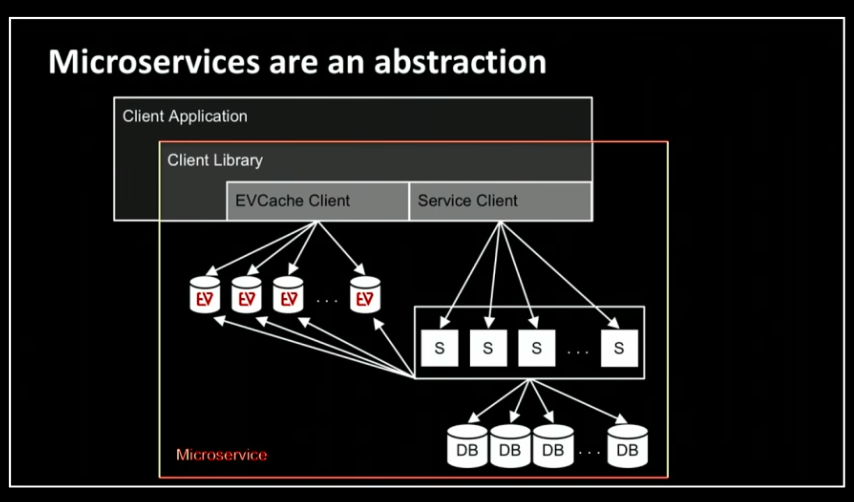 Microservices are an abstraction
Client Application
Client Library
EVCache Client
Service Client
EV EV EV . . . EV
S S S . . . S
DB DB DB . . . DB
Microservice